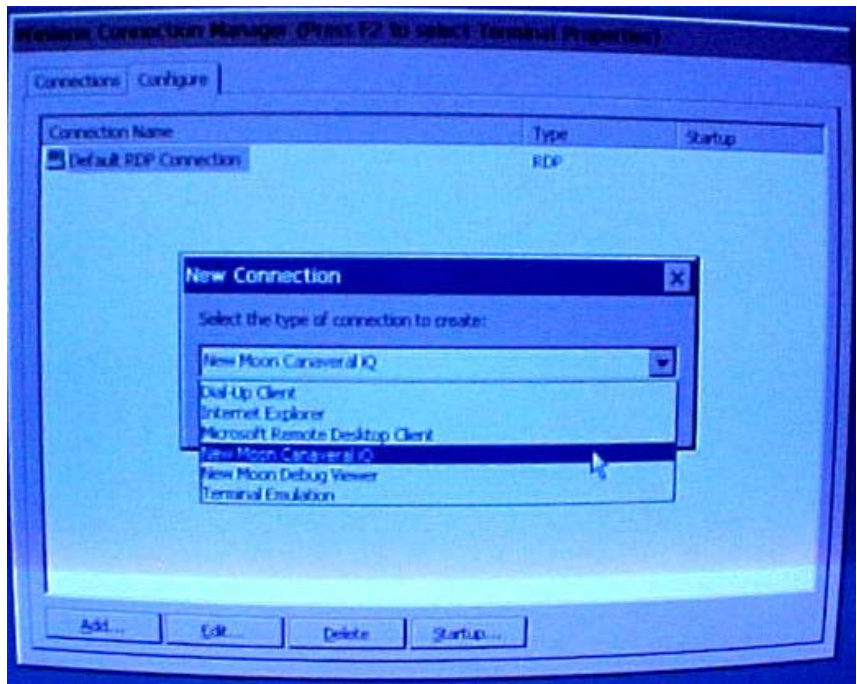 Connection Manager (Press F2 to select Terminal Properties)
Connections Configure
Connection Name Type Startup
Default RDP Connection RDP
New Connection
Select the type of connection to create:
New Moon Canaveral iQ
Dial-Up Client
Internet Explorer
Microsoft Remote Desktop Client
New Moon Canaveral iQ
New Moon Debug Viewer
Terminal Emulation
Add... Edit... Delete Startup...